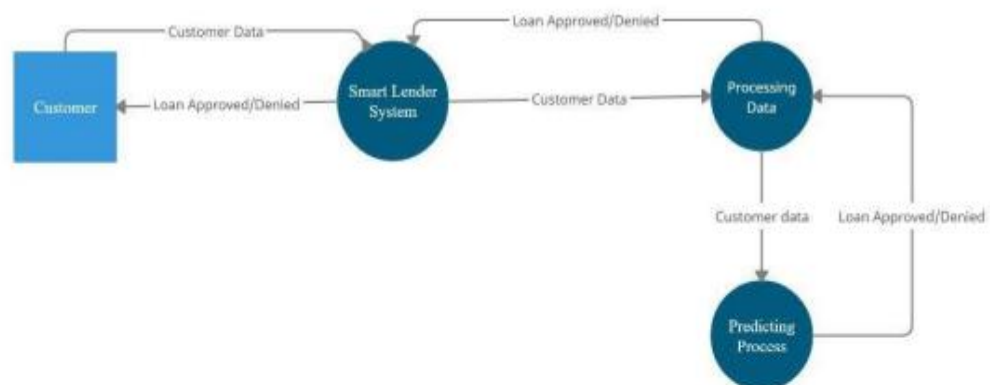 Loan Approved/Denied
Customer Data
Customer
Loan Approved/Denied
Smart Lender
System
Customer Data
Processing
Data
Customer data
Loan Approved/Denied
Predicting
Process